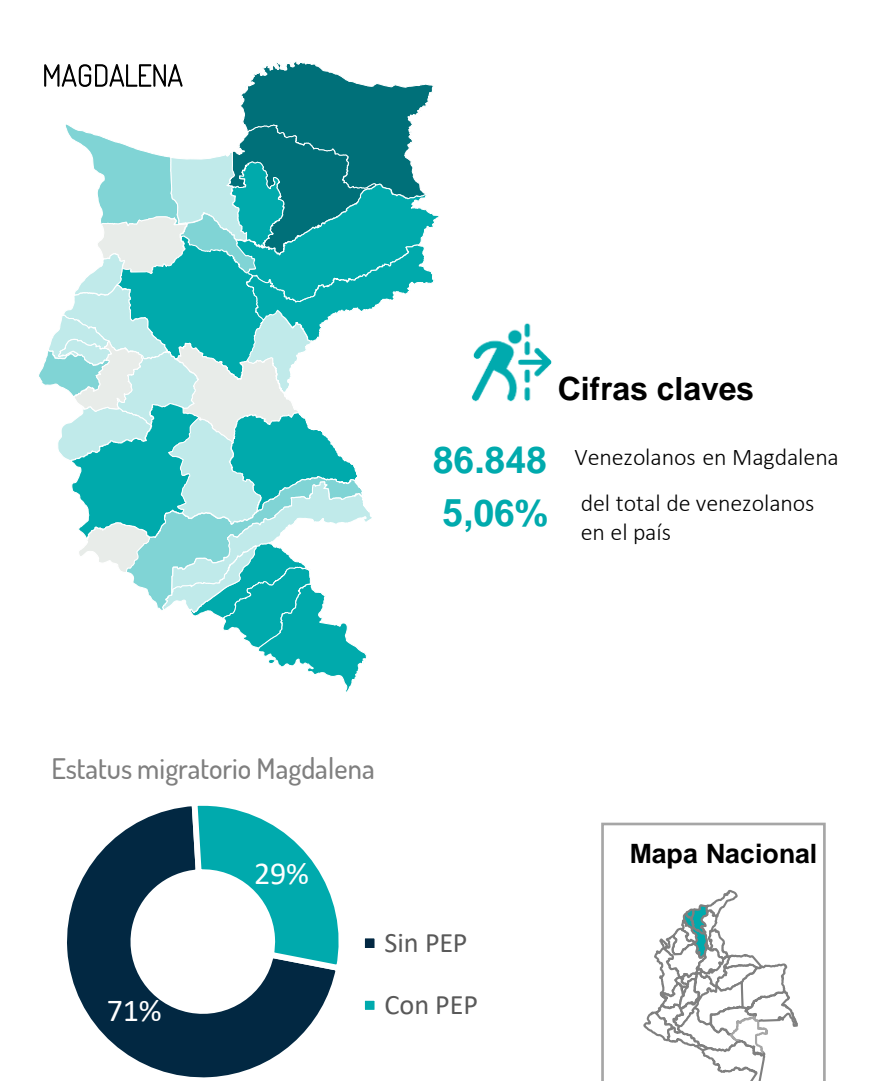 MAGDALENA
Cifras claves
86.848 Venezolanos en Magdalena
5,06% del total de venezolanos
en el país
Estatus migratorio Magdalena
29%
71%
Sin PEP
Con PEP
Mapa Nacional